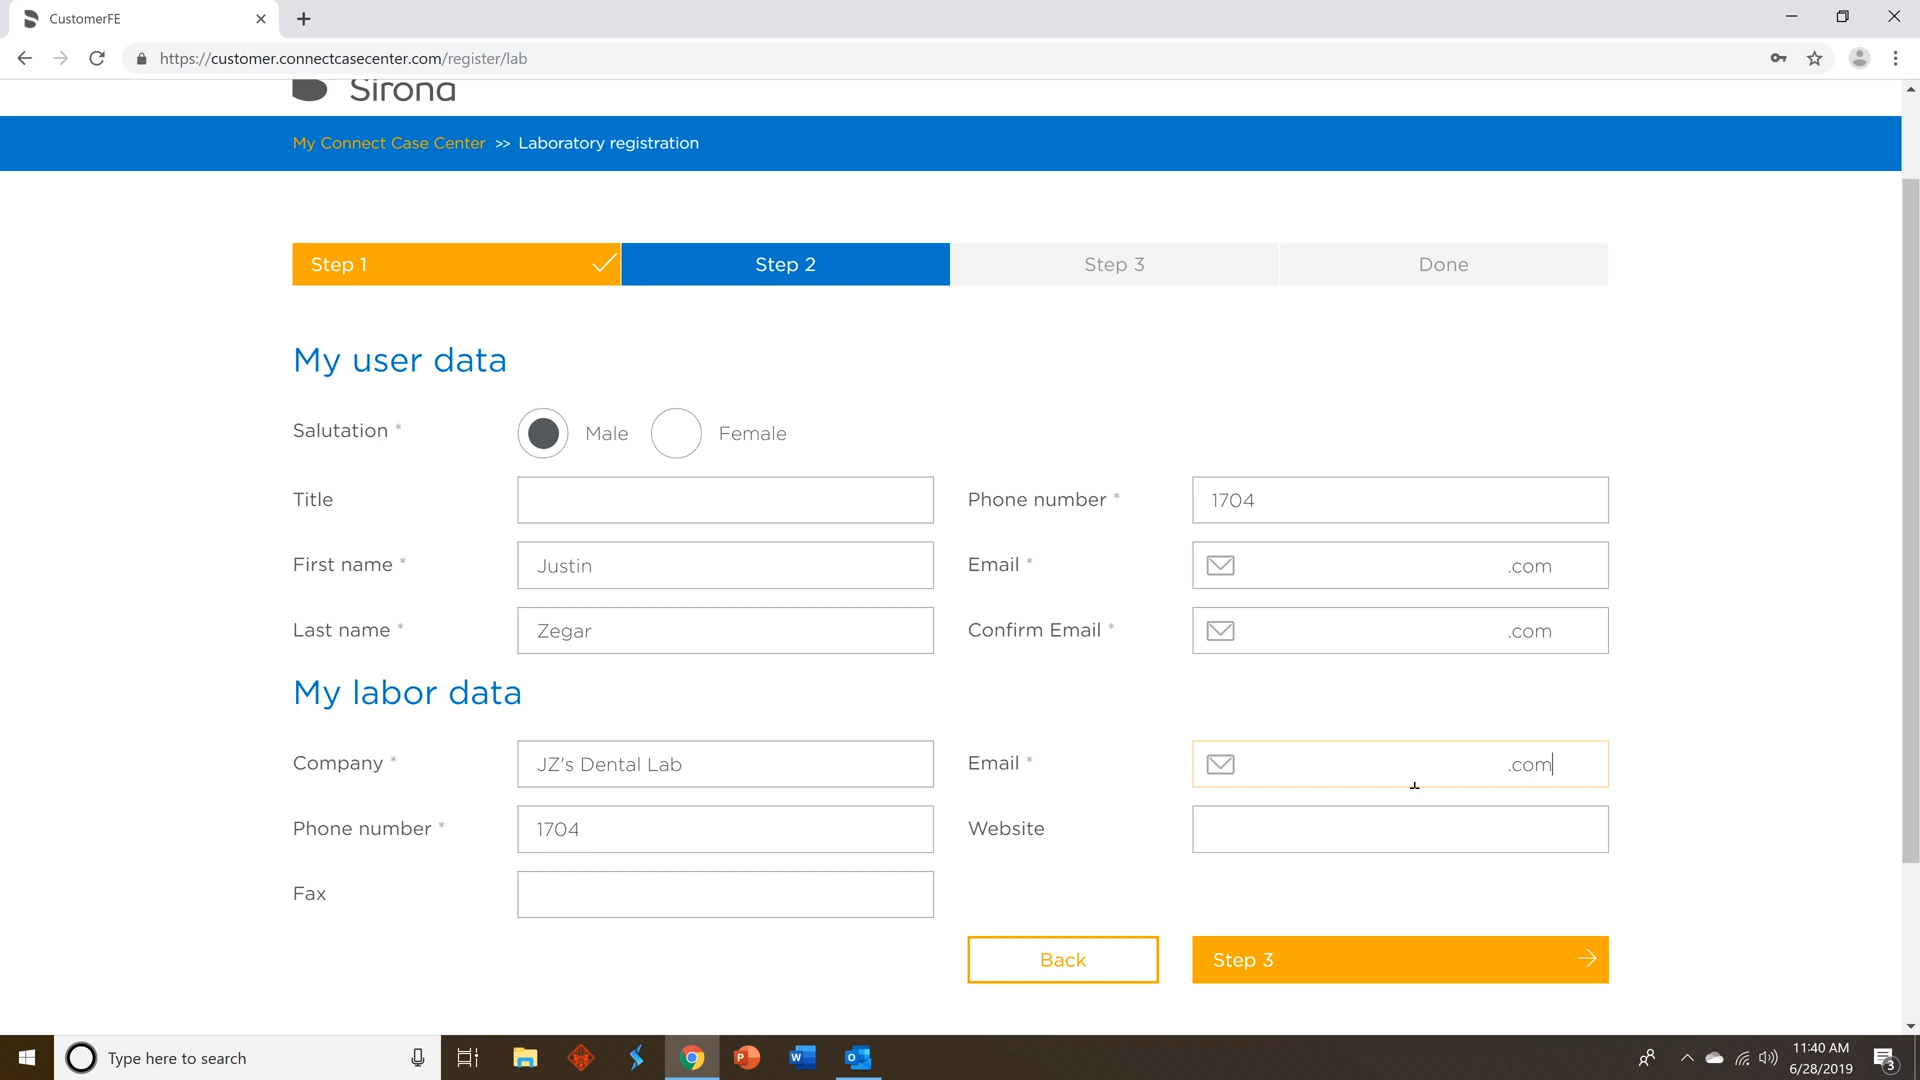 CustomerFE
https://customer.connectcasecenter.com/register/lab
Sirona
My Connect Case Center >> Laboratory registration
Step 1 Step 2 Step 3 Done
My user data
Salutation * Male Female
Title Phone number * 1704
First name * Justin Email * .com
Last name * Zegar Confirm Email * .com
My labor data
Company * JZ's Dental Lab Email * .com
Phone number * 1704 Website
Fax
Back Step 3
Type here to search
11:40 AM
6/28/2019
3